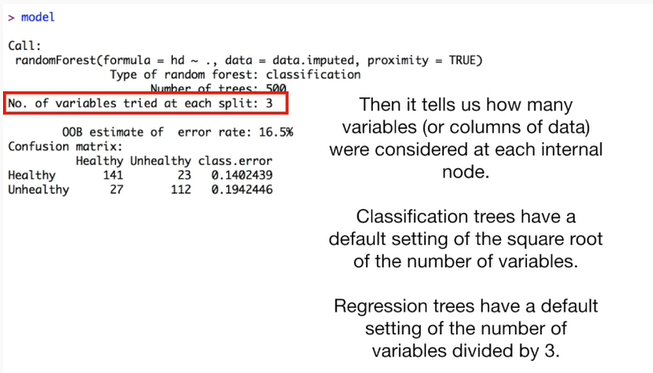 > model
Call:
randomForest(formula = hd ~ ., data = data.imputed, proximity = TRUE)
Type of random forest: classification
Number of trees: 500
No. of variables tried at each split: 3
OOB estimate of  error rate: 16.5%
Confusion matrix:
Healthy Unhealthy class.error
Healthy 141 23 0.1402439
Unhealthy 27 112 0.1942446
Then it tells us how many
variables (or columns of data)
were considered at each internal
node.
Classification trees have a
default setting of the square root
of the number of variables.
Regression trees have a default
setting of the number of
variables divided by 3.